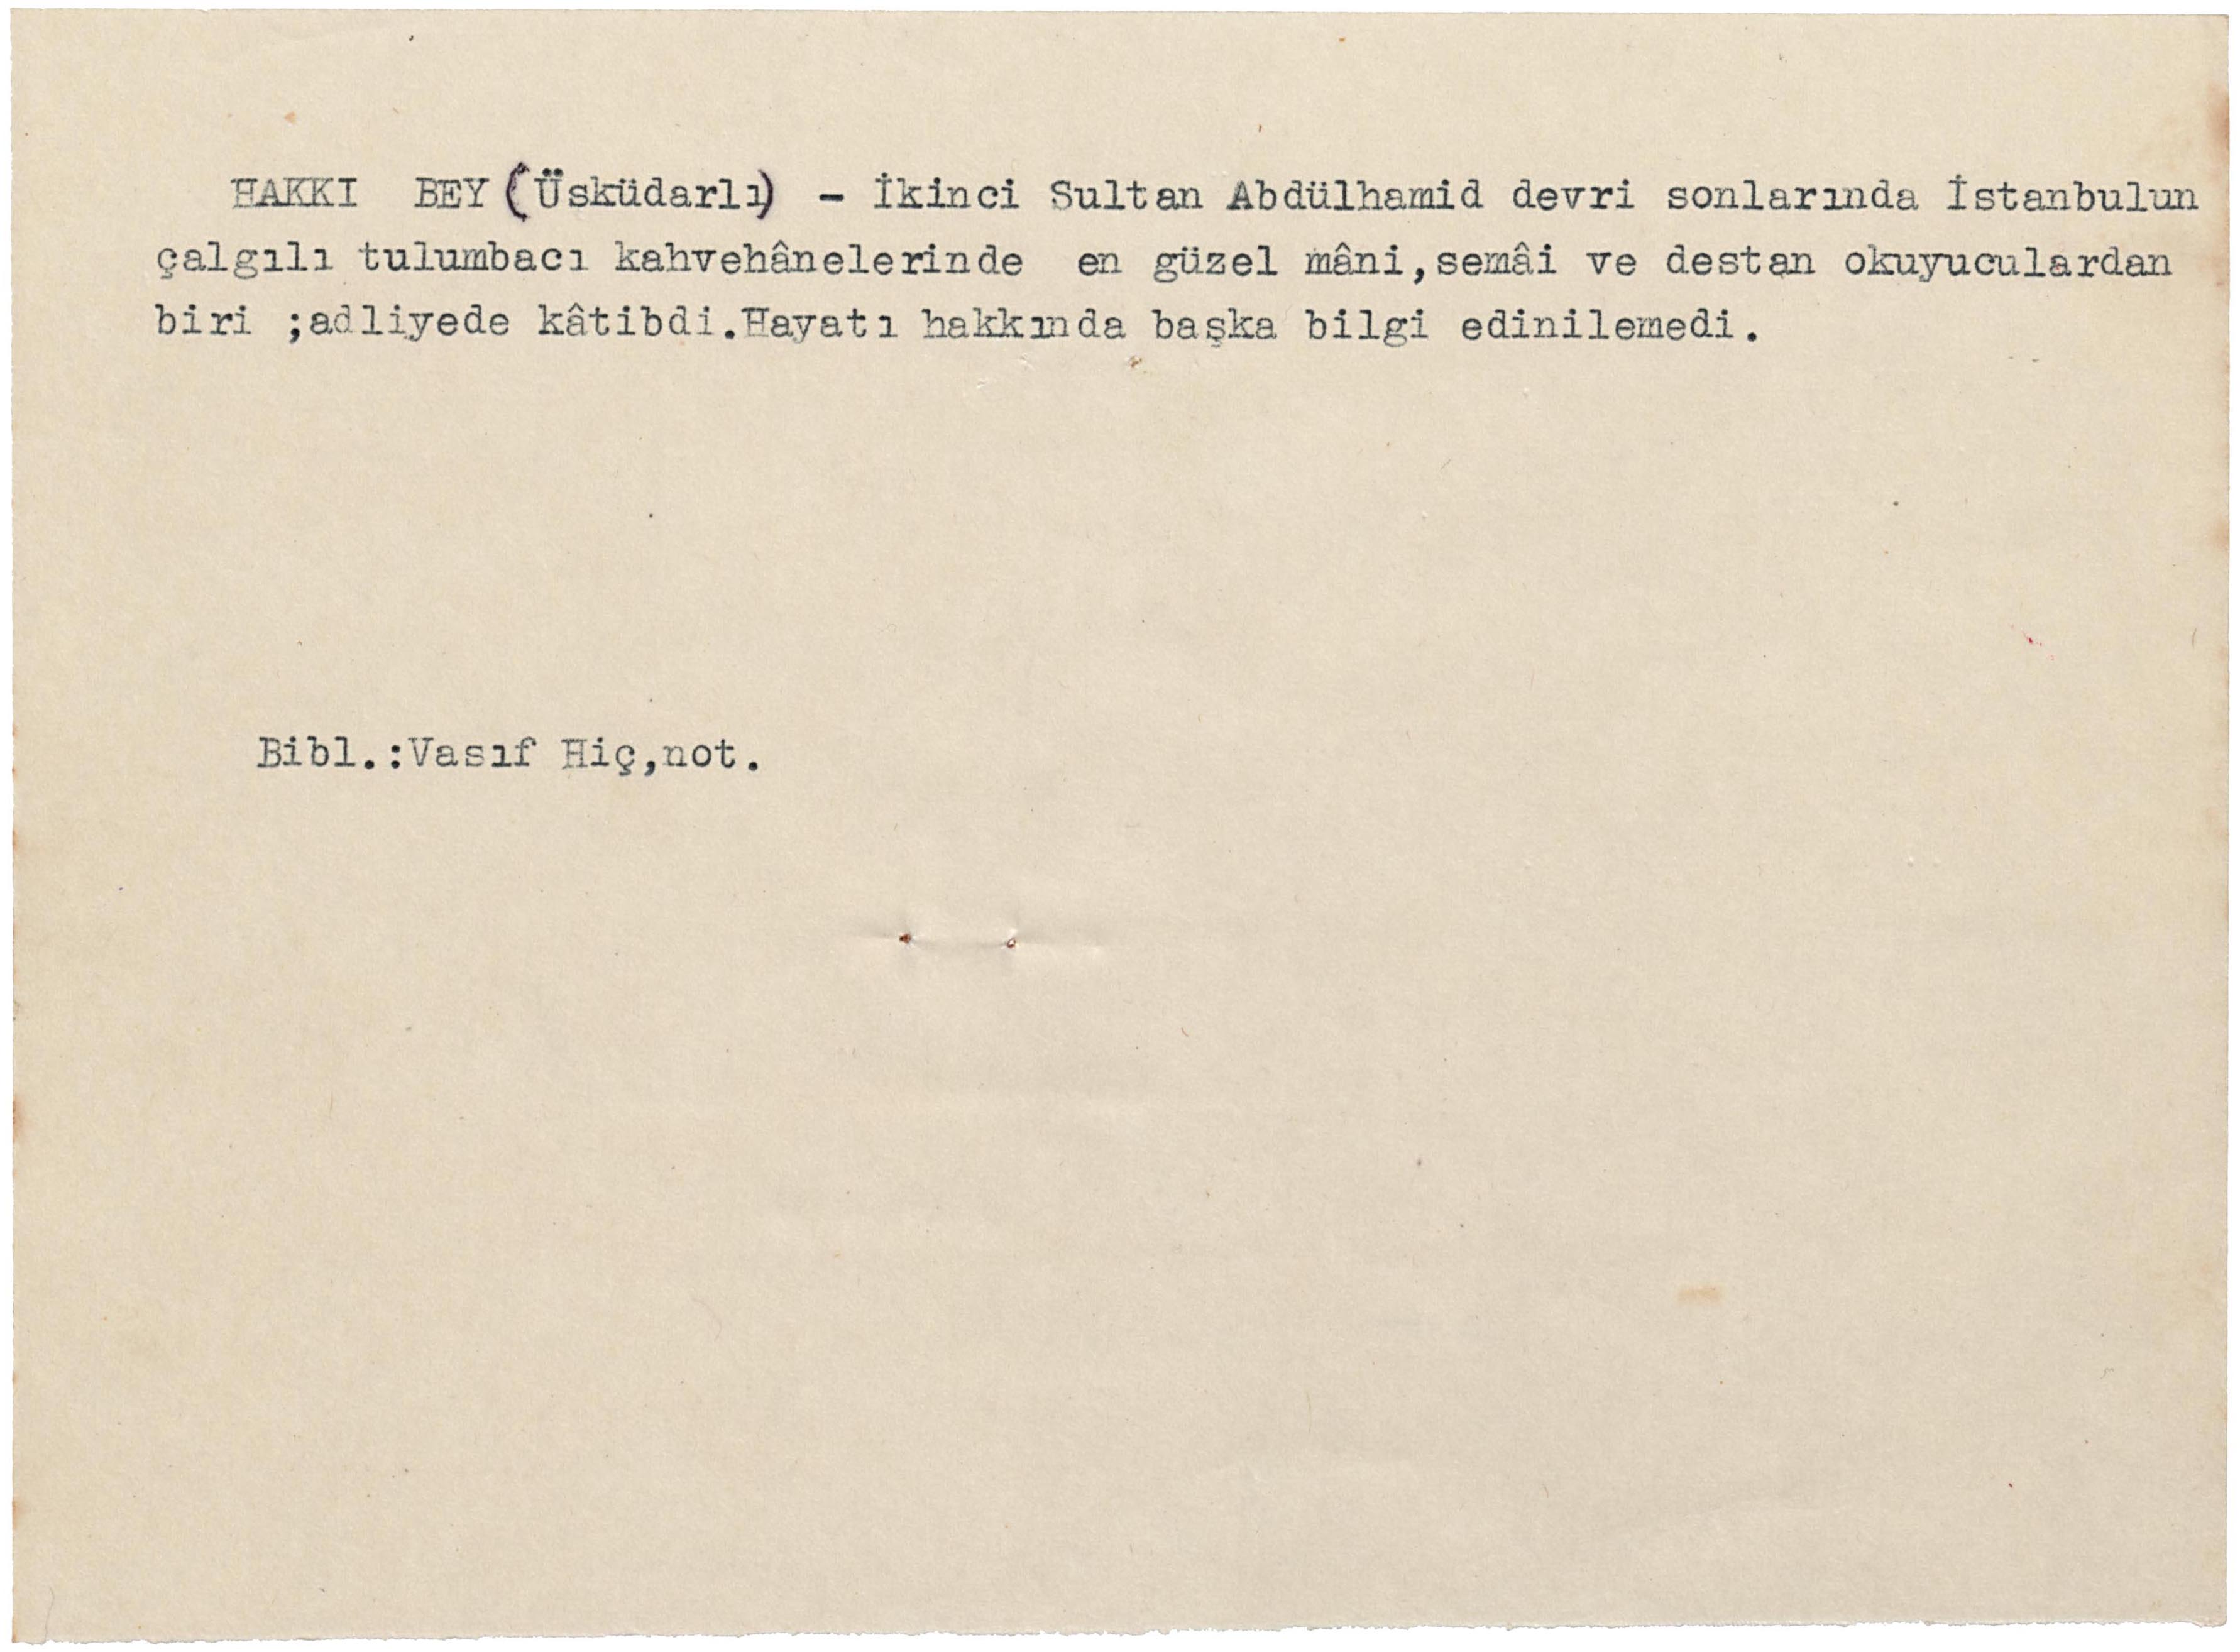 HAKKI BEY (Üsküdarlı) - İkinci Sultan Abdülhamid devri sonlarında İstanbulun
çalgılı tulumbacı kahvehânelerinde en güzel mâni,semâi ve destan okuyuculardan
biri ;adliyede kâtibdi.Hayatı hakkında başka bilgi edinilemedi.
Bibl.:Vasıf Hiç,not.